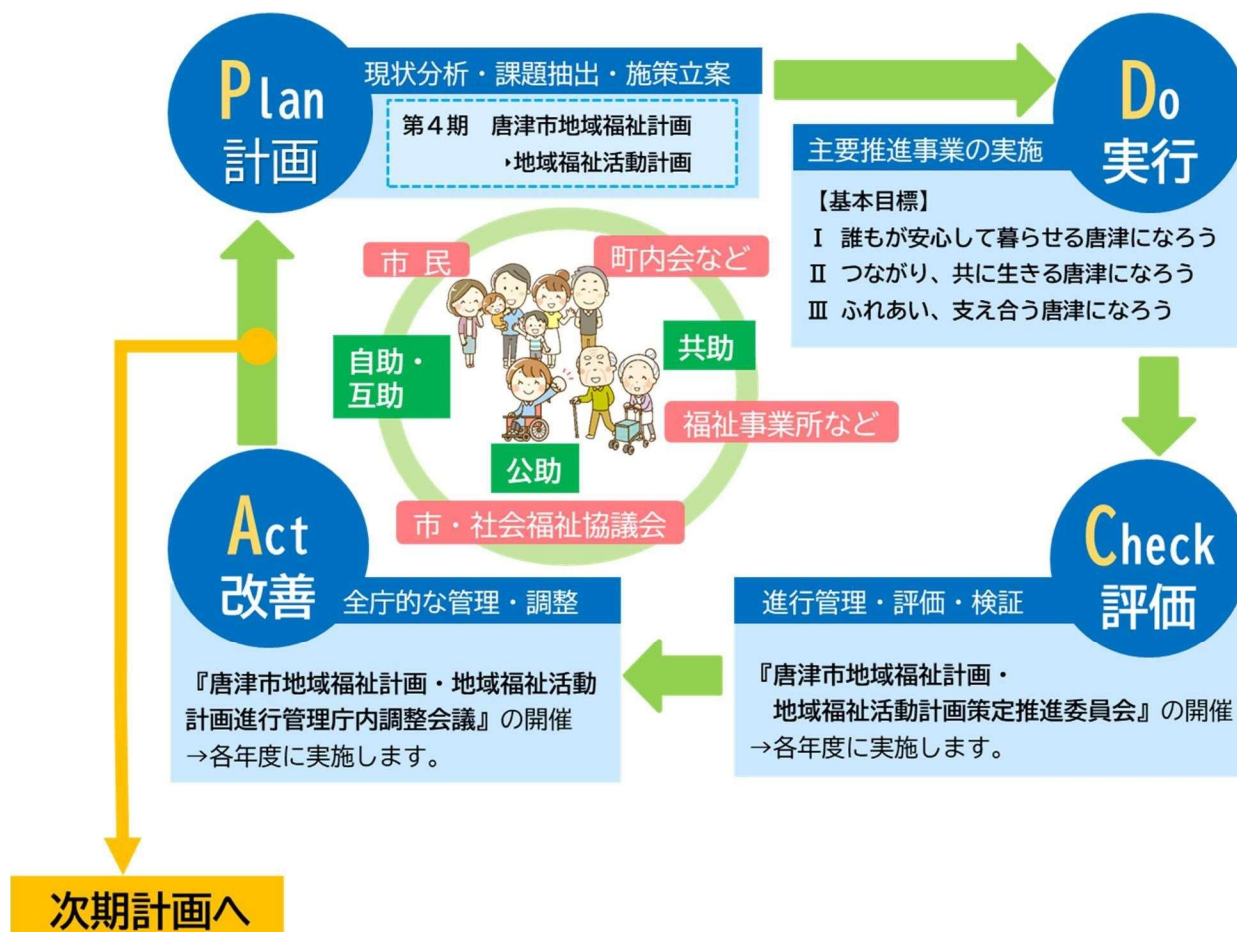 Plan
計画
現状分析・課題抽出・施策立案
第４期　唐津市地域福祉計画
・地域福祉活動計画
Do
実行
主要推進事業の実施
【基本目標】
Ⅰ 誰もが安心して暮らせる唐津になろう
Ⅱ つながり、共に生きる唐津になろう
Ⅲ ふれあい、支え合う唐津になろう
市 民
町内会など
自助・
互助
共助
福祉事業所など
公助
市・社会福祉協議会
Check
評価
進行管理・評価・検証
『唐津市地域福祉計画・
地域福祉活動計画策定推進委員会』の開催
→各年度に実施します。
Act
改善
全庁的な管理・調整
『唐津市地域福祉計画・地域福祉活動
計画進行管理庁内調整会議』の開催
→各年度に実施します。
次期計画へ